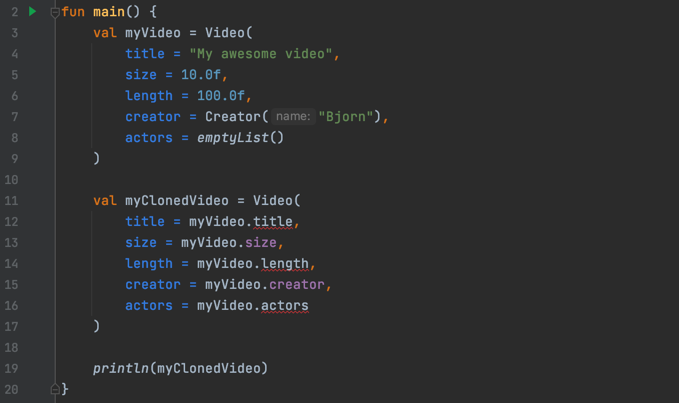 2 fun main() {
3 val myVideo = Video(
4 title = "My awesome video",
5 size = 10.0f,
6 length = 100.0f,
7 creator = Creator( name: "Bjorn"),
8 actors = emptyList()
9 )
10
11 val myClonedVideo = Video(
12 title = myVideo.title,
13 size = myVideo.size,
14 length = myVideo.length,
15 creator = myVideo.creator,
16 actors = myVideo.actors
17 )
18
19 println(myClonedVideo)
20 }